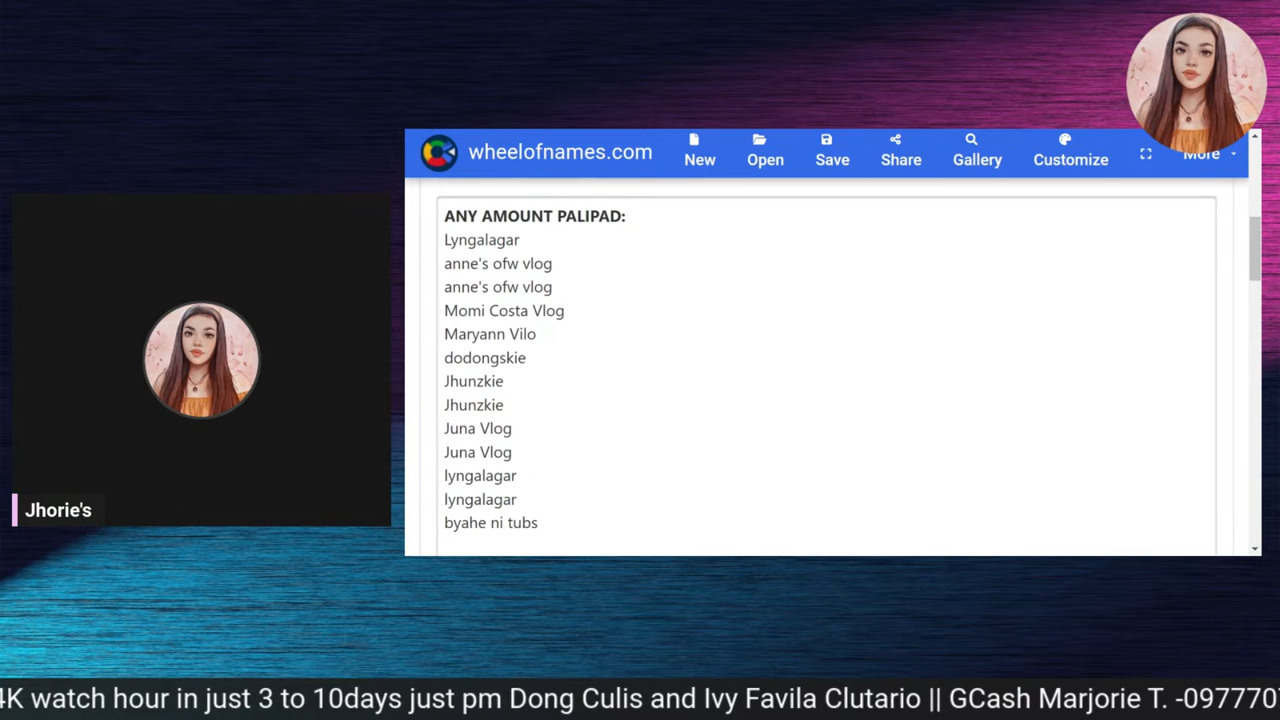 wheelofnames.com
New
Open
Save
Share
Gallery
Customize
More
ANY AMOUNT PALIPAD:
Lyngalagar
anne's ofw vlog
anne's ofw vlog
Momi Costa Vlog
Maryann Vilo
dodongskie
Jhunzkie
Jhunzkie
Juna Vlog
Juna Vlog
lyngalagar
lyngalagar
byahe ni tubs
Jhorie's
4K watch hour in just 3 to 10days just pm Dong Culis and Ivy Favila Clutario || GCash Marjorie T. -097770